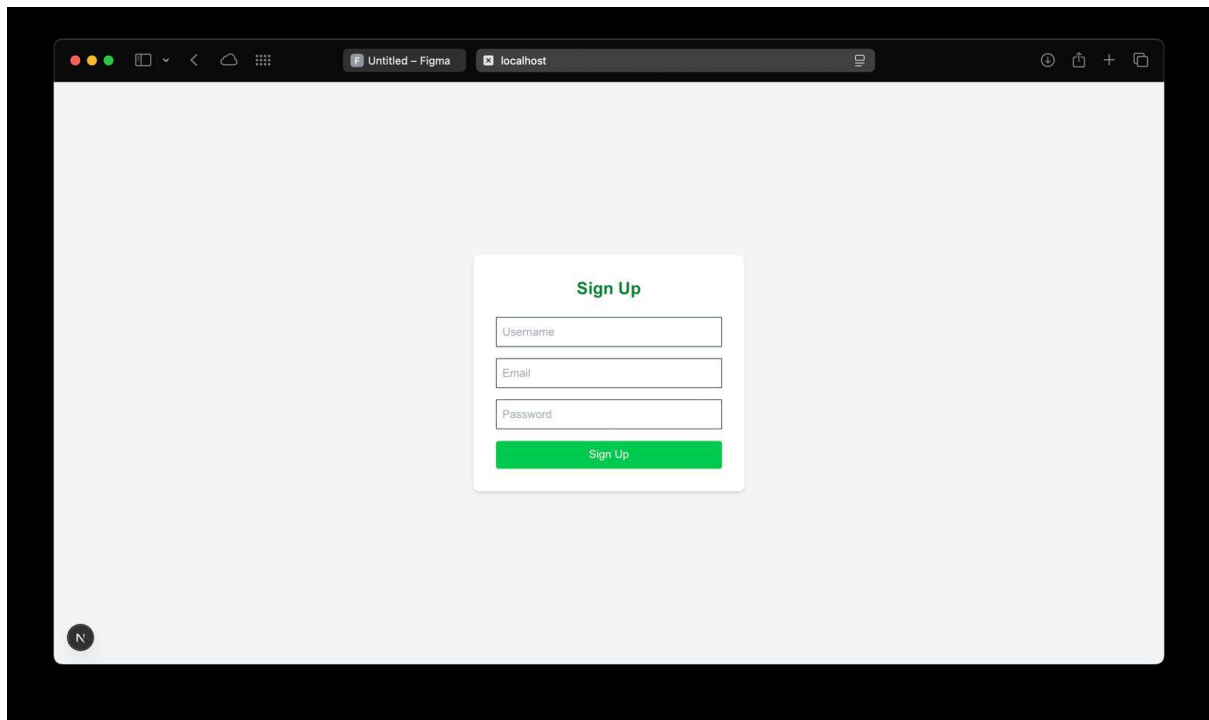 F Untitled – Figma
localhost
Sign Up
Username
Email
Password
Sign Up
N